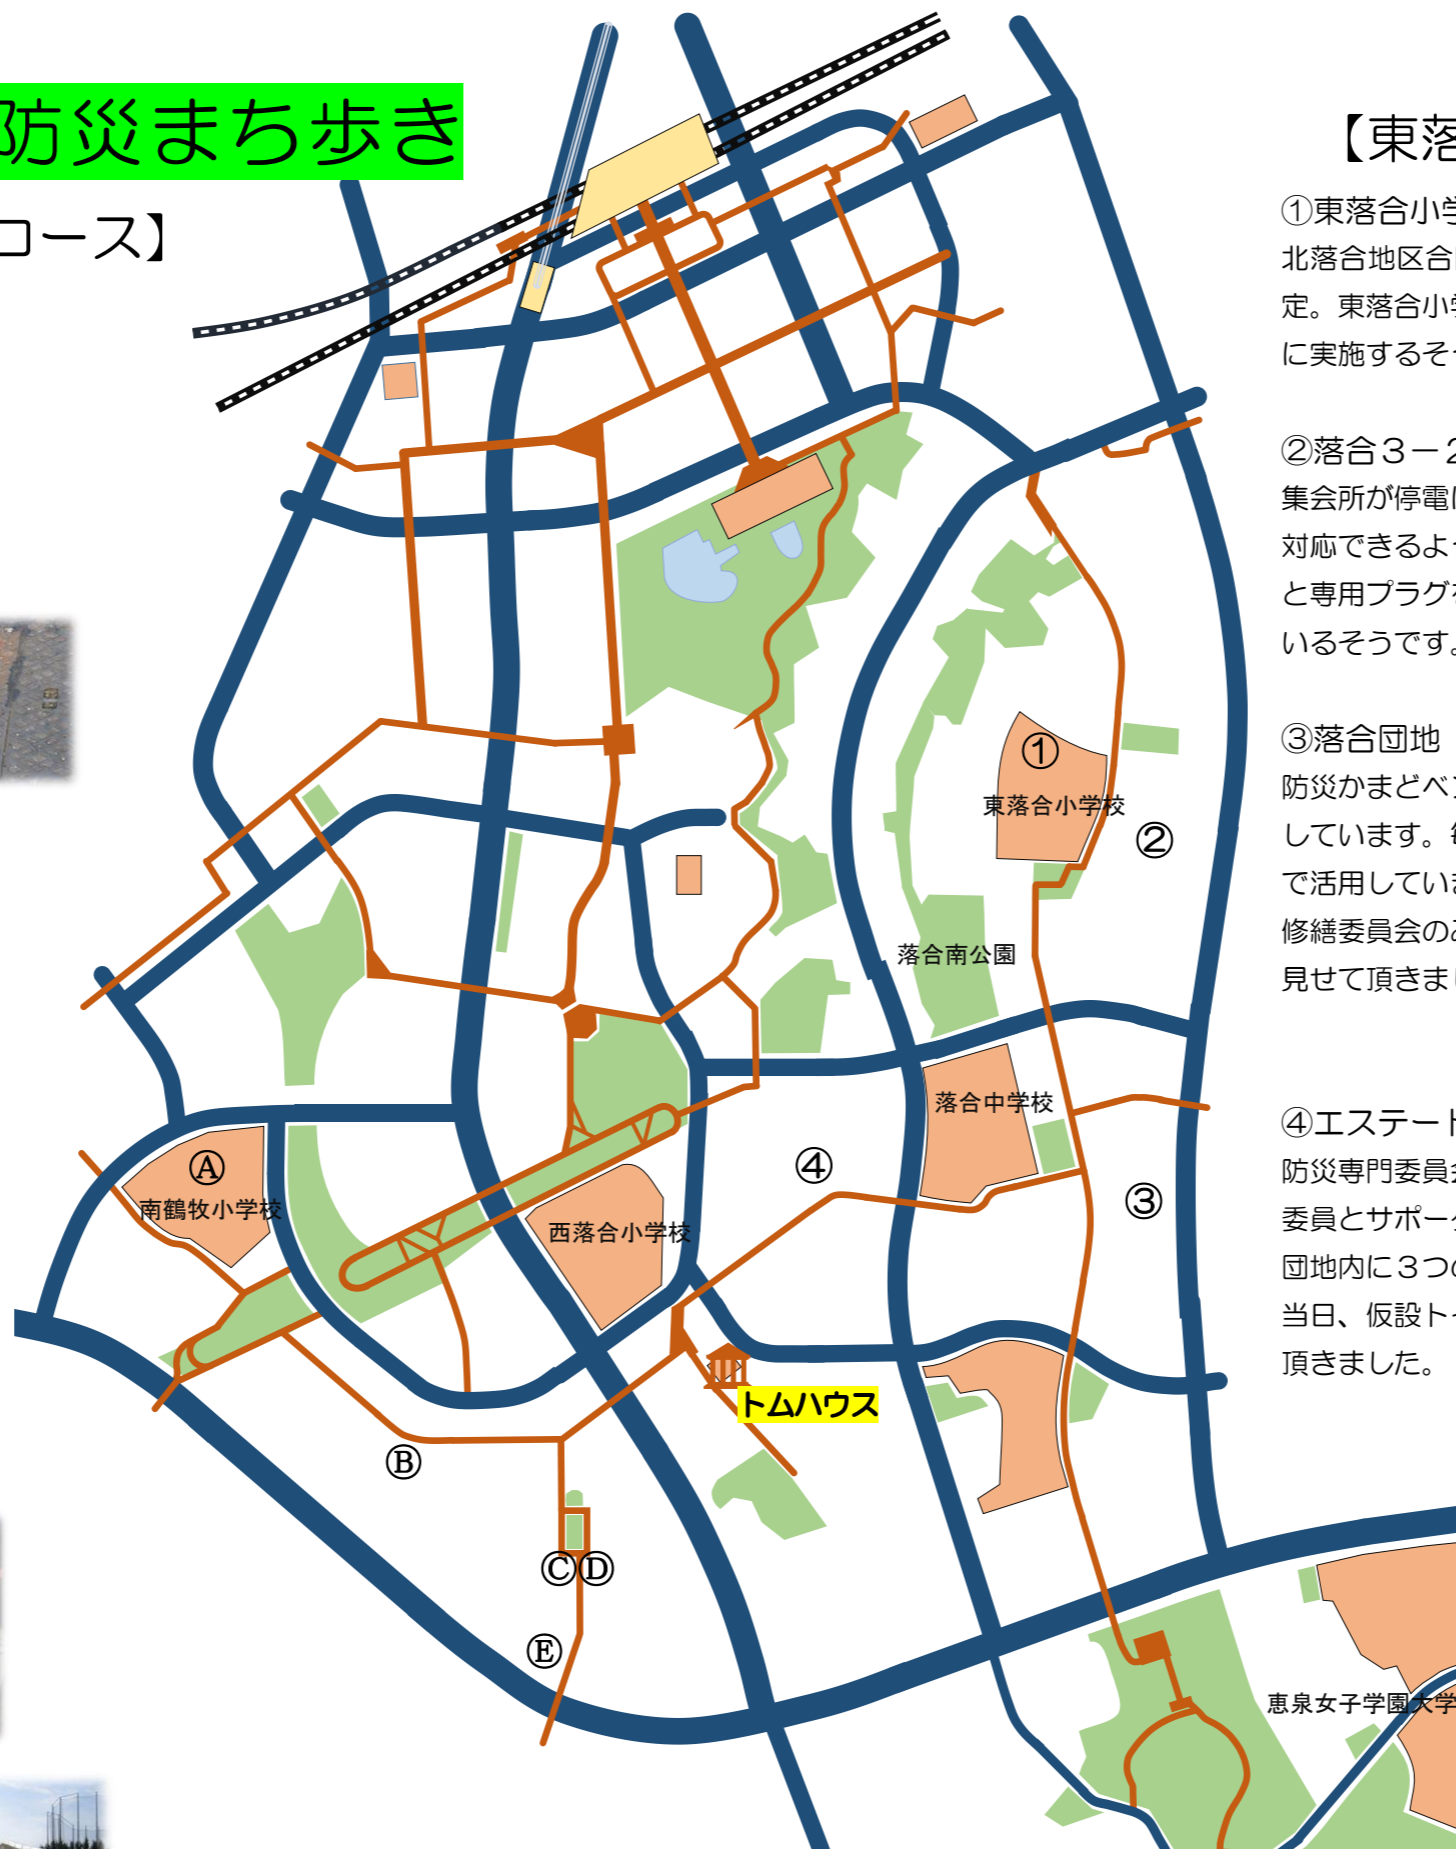 防災まち歩き
コース】
①
東落合小学校
②
落合南公園
落合中学校
Ⓐ
南鶴牧小学校
④
③
西落合小学校
トムハウス
Ⓑ
ⒸⒹ
Ⓔ
恵泉女子学園大学
【東落
①東落合小学
北落合地区合
定。東落合小学
に実施するそ
②落合3-2
集会所が停電
対応できるよ
と専用プラグ
いるそうです。
③落合団地
防災かまどベン
しています。毎
で活用していま
修繕委員会の
見せて頂きまし
④エステート
防災専門委員会
委員とサポータ
団地内に3つの
当日、仮設トイ
頂きました。